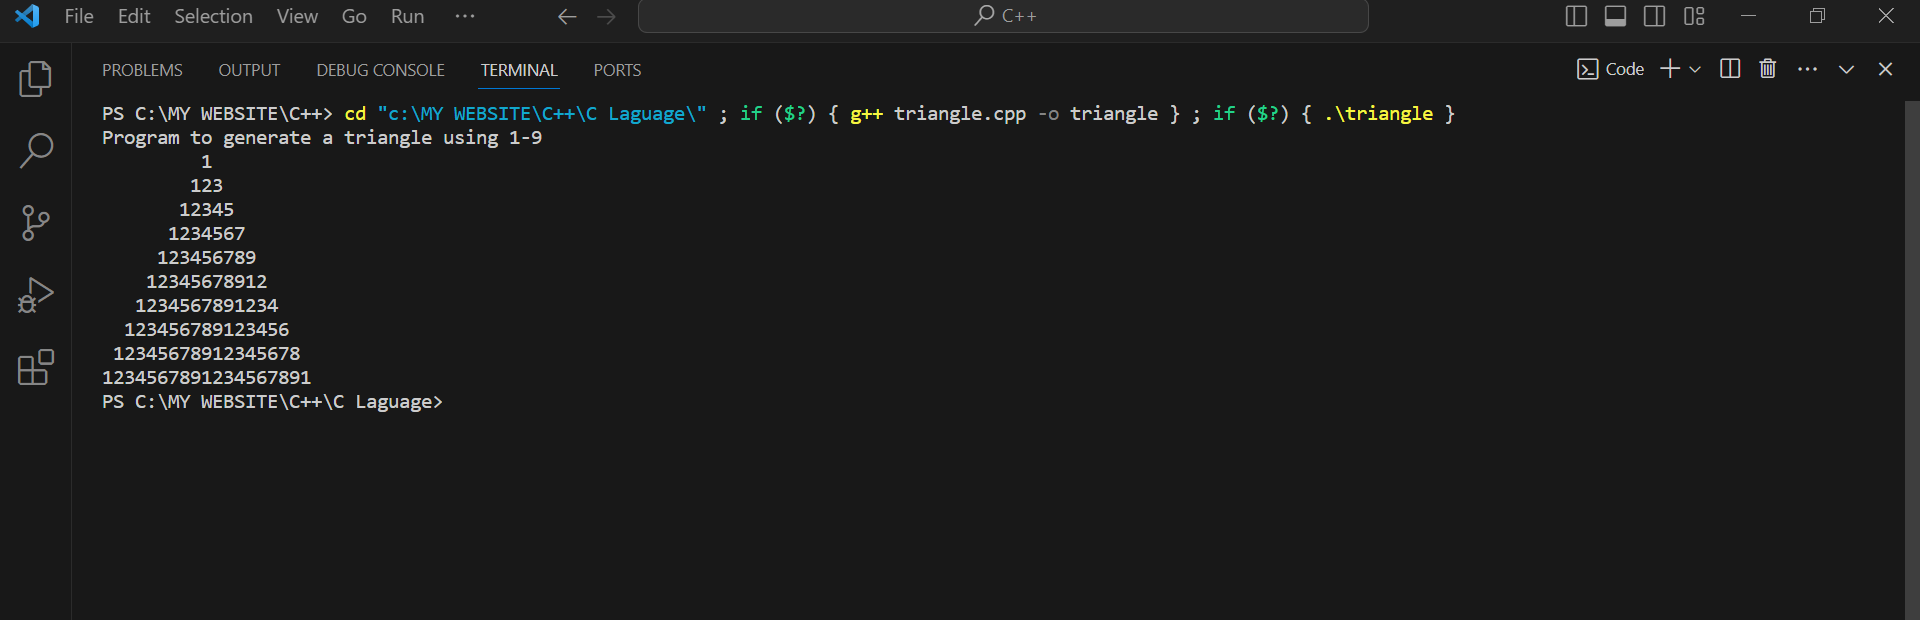 File Edit Selection View Go Run ··· C++
PROBLEMS OUTPUT DEBUG CONSOLE TERMINAL PORTS Code
PS C:\MY WEBSITE\C++> cd "c:\MY WEBSITE\C++\C Laguage\" ; if ($?) { g++ triangle.cpp -o triangle } ; if ($?) { .\triangle }
Program to generate a triangle using 1-9
1
123
12345
1234567
123456789
12345678912
1234567891234
123456789123456
12345678912345678
1234567891234567891
PS C:\MY WEBSITE\C++\C Laguage>